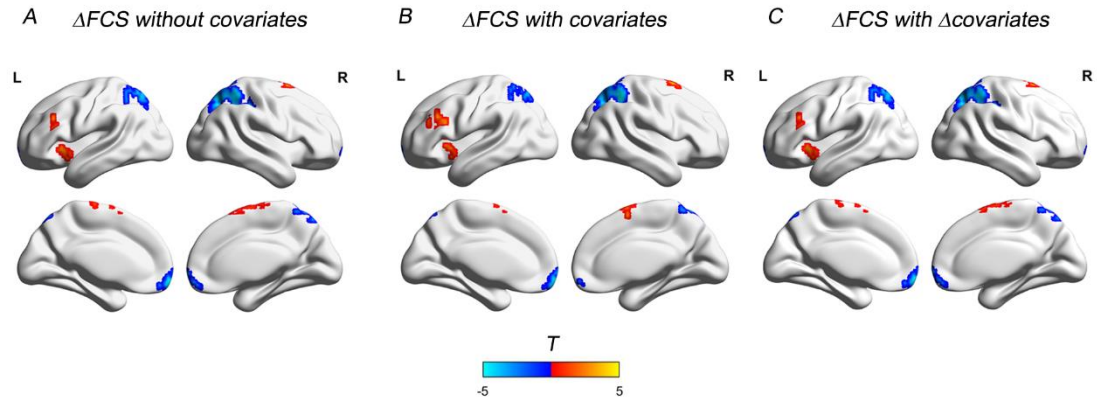 A ΔFCS without covariates
B ΔFCS with covariates
C ΔFCS with Δcovariates
L R
L R
L R
T
-5 5